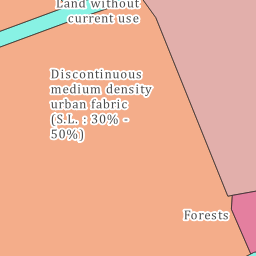 Land without
current use
Discontinuous
medium density
urban fabric
(S.L. : 30% -
50%)
Forests